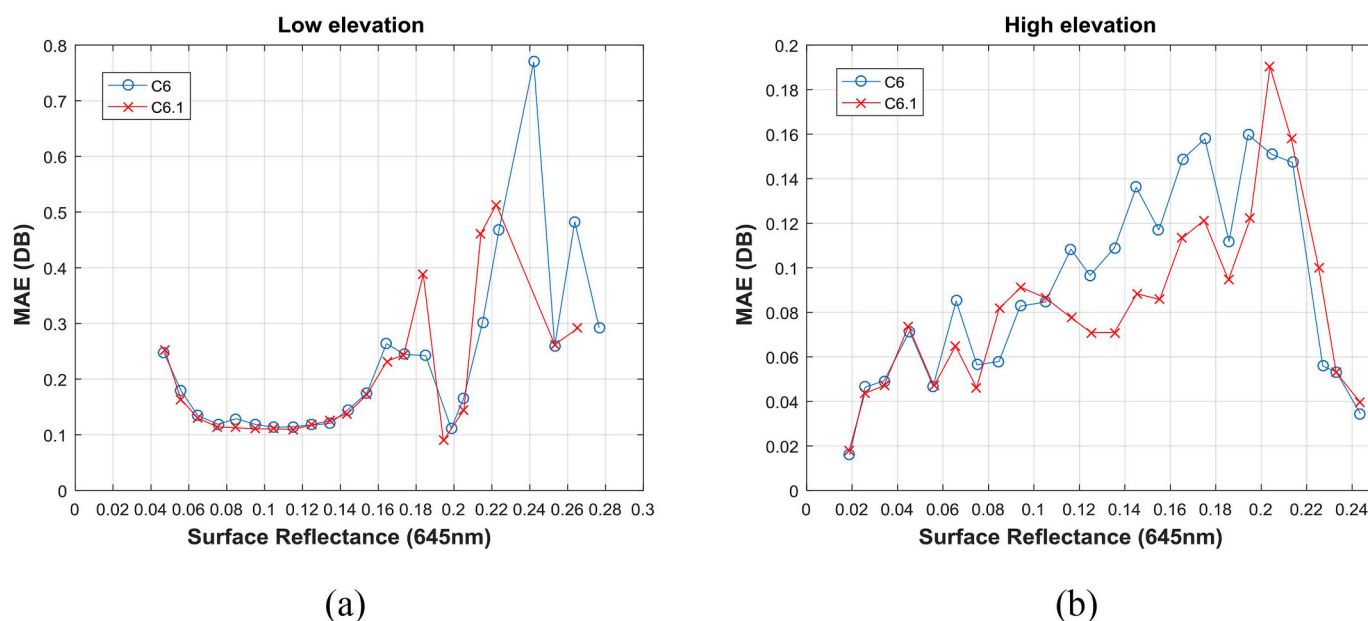 Low elevation
0.8
0.7
0.6
0.5
0.4
0.3
0.2
0.1
0
MAE (DB)
C6
C6.1
0 0.02 0.04 0.06 0.08 0.1 0.12 0.14 0.16 0.18 0.2 0.22 0.24 0.26 0.28 0.3
Surface Reflectance (645nm)
(a)
High elevation
0.2
0.18
0.16
0.14
0.12
0.1
0.08
0.06
0.04
0.02
0
MAE (DB)
C6
C6.1
0 0.02 0.04 0.06 0.08 0.1 0.12 0.14 0.16 0.18 0.2 0.22 0.24
Surface Reflectance (645nm)
(b)